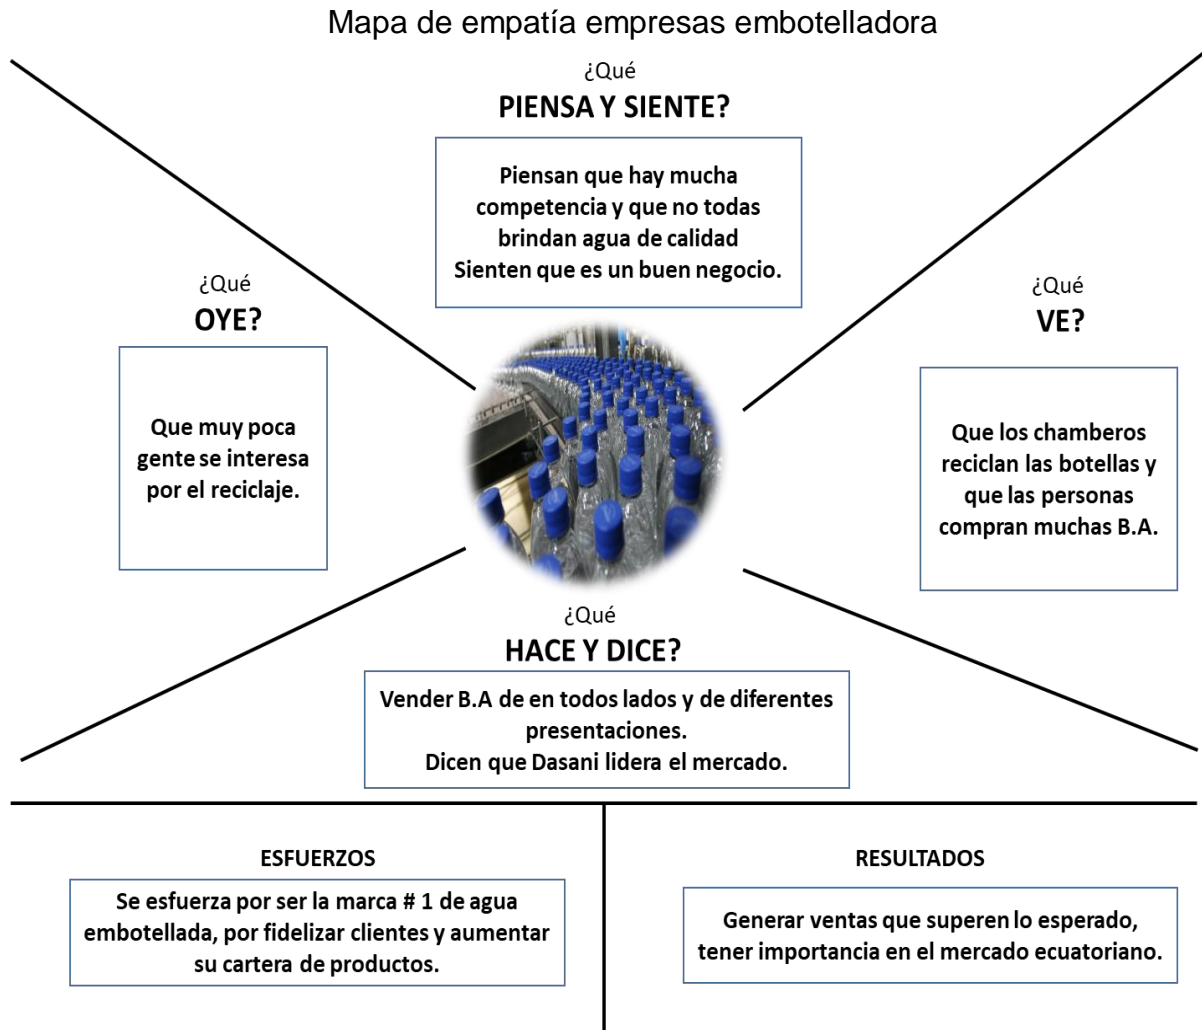 Mapa de empatía empresas embotelladora
¿Qué
PIENSA Y SIENTE?
Piensan que hay mucha
competencia y que no todas
brindan agua de calidad
Sienten que es un buen negocio.
¿Qué
OYE?
Que muy poca
gente se interesa
por el reciclaje.
¿Qué
VE?
Que los chamberos
reciclan las botellas y
que las personas
compran muchas B.A.
¿Qué
HACE Y DICE?
Vender B.A de en todos lados y de diferentes
presentaciones.
Dicen que Dasani lidera el mercado.
ESFUERZOS
Se esfuerza por ser la marca # 1 de agua
embotellada, por fidelizar clientes y aumentar
su cartera de productos.
RESULTADOS
Generar ventas que superen lo esperado,
tener importancia en el mercado ecuatoriano.